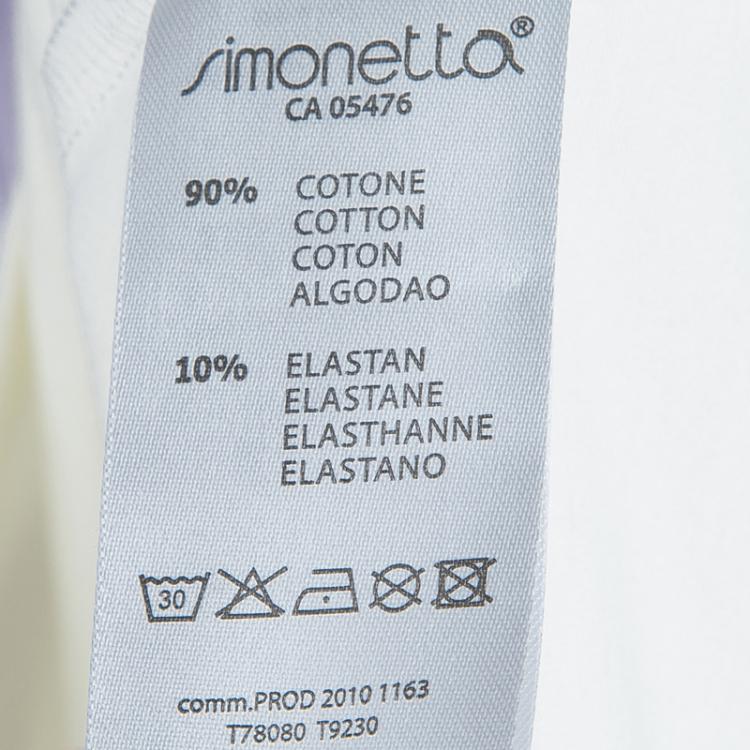 simonetta®
CA 05476
90% COTONE
COTTON
COTON
ALGODAO
10% ELASTAN
ELASTANE
ELASTHANNE
ELASTANO
30
comm.PROD 2010 1163
T78080 T9230